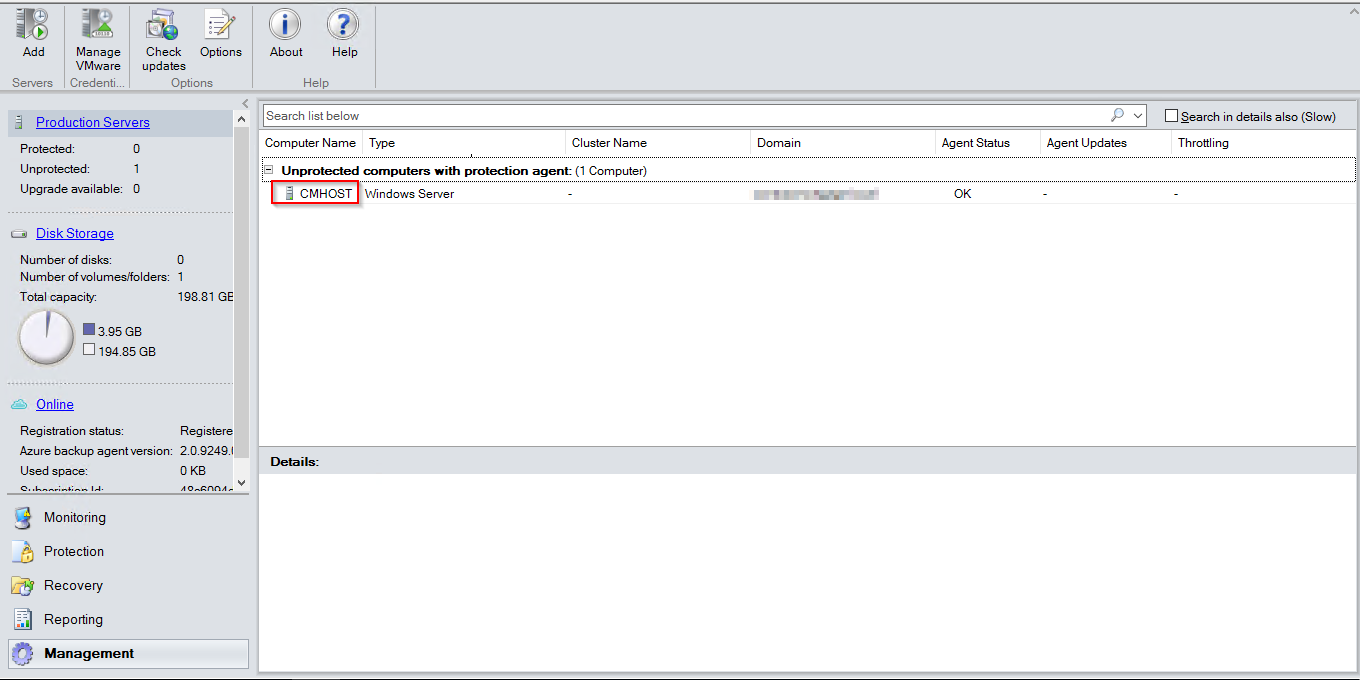 Add
Manage
VMware
Check
updates
Options
About
Help
Servers
Credenti...
Options
Help
Production Servers
Protected: 0
Unprotected: 1
Upgrade available: 0
Disk Storage
Number of disks: 0
Number of volumes/folders: 1
Total capacity: 198.81 GB
3.95 GB
194.85 GB
Online
Registration status: Registere
Azure backup agent version: 2.0.9249.
Used space: 0 KB
Subscription Id:
Monitoring
Protection
Recovery
Reporting
Management
Search list below
Search in details also (Slow)
Computer Name Type Cluster Name Domain Agent Status Agent Updates Throttling
Unprotected computers with protection agent: (1 Computer)
CMHOST Windows Server - OK - -
Details: